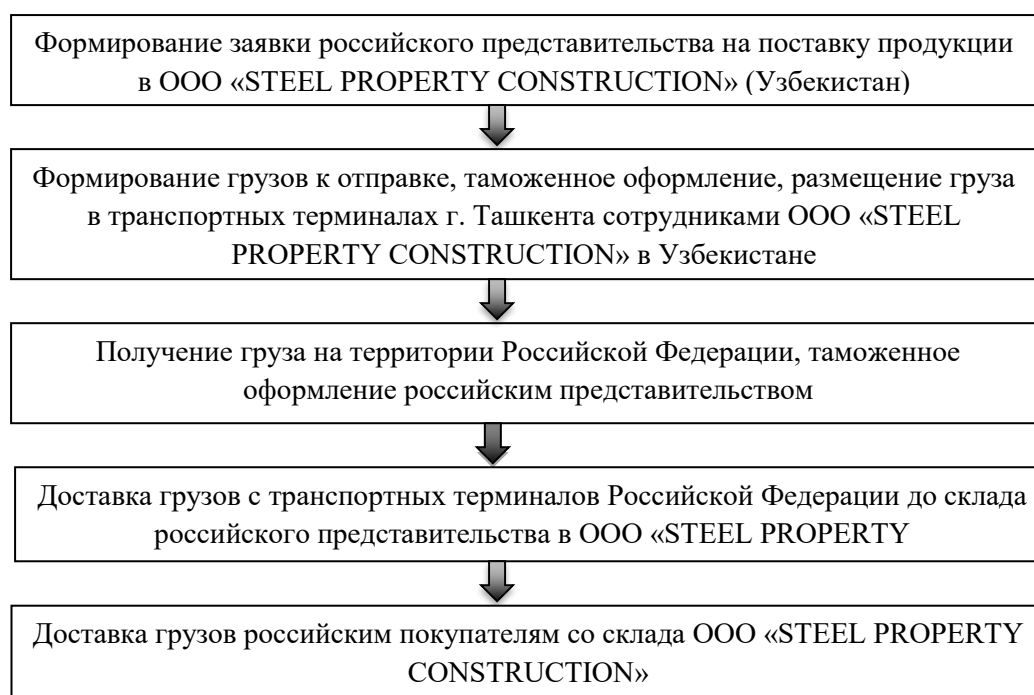 Формирование заявки российского представительства на поставку продукции
в ООО «STEEL PROPERTY CONSTRUCTION» (Узбекистан)
Формирование грузов к отправке, таможенное оформление, размещение груза
в транспортных терминалах г. Ташкента сотрудниками ООО «STEEL
PROPERTY CONSTRUCTION» в Узбекистане
Получение груза на территории Российской Федерации, таможенное
оформление российским представительством
Доставка грузов с транспортных терминалов Российской Федерации до склада
российского представительства в ООО «STEEL PROPERTY
Доставка грузов российским покупателям со склада ООО «STEEL PROPERTY
CONSTRUCTION»